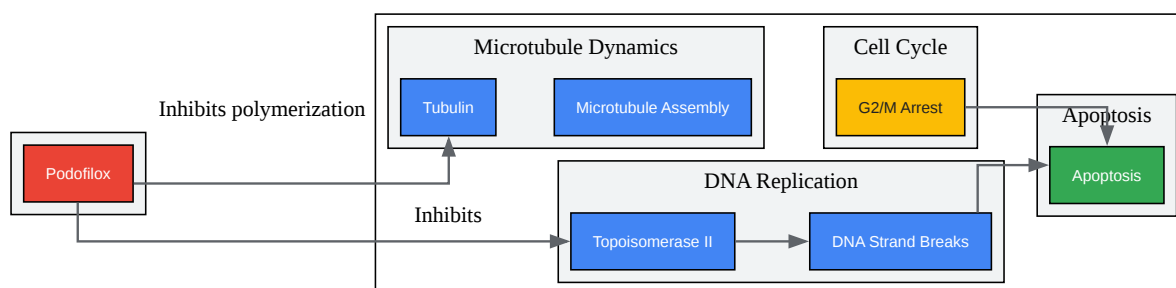 Microtubule Dynamics
Cell Cycle
Tubulin
Microtubule Assembly
G2/M Arrest
Inhibits polymerization
Apoptosis
Podofilox
Apoptosis
DNA Replication
Inhibits
Topoisomerase II
DNA Strand Breaks